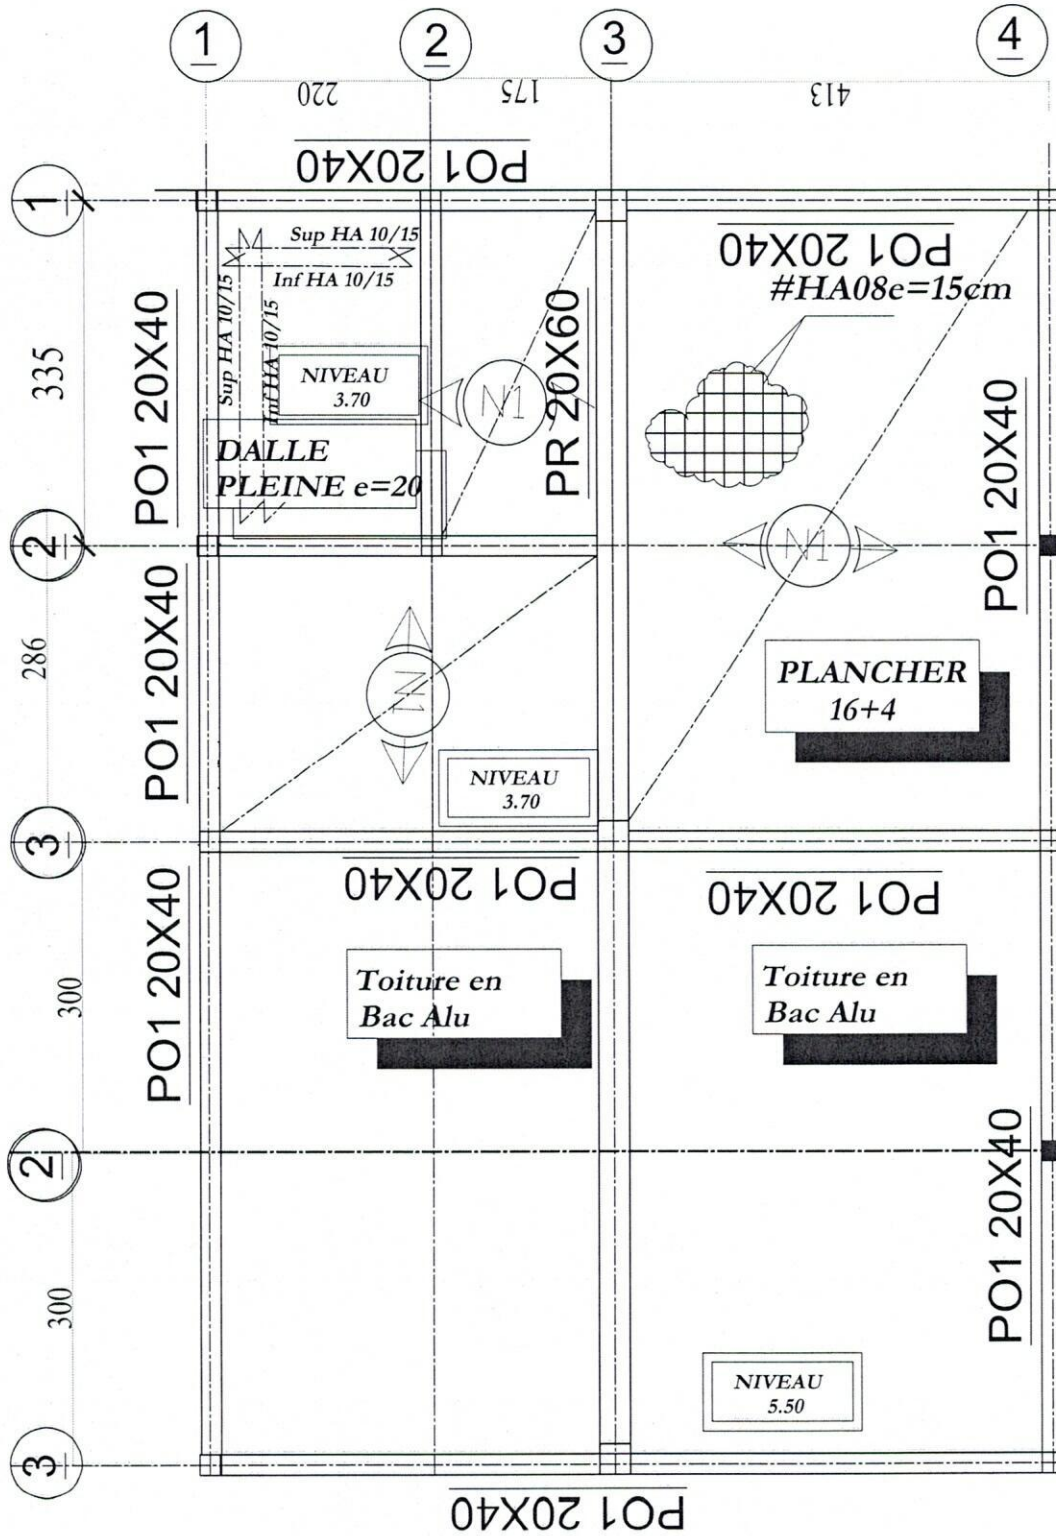 1
2
3
4
220
175
413
PO1 20X40
1
Sup HA 10/15
Inf HA 10/15
Sup HA 10/15
Inf HA 10/15
PO1 20X40
#HA08e=15cm
335
PO1 20X40
NIVEAU
3.70
N1
PR 20X60
PO1 20X40
DALLE
PLEINE e=20
2
N1
286
PO1 20X40
N1
PLANCHER
16+4
NIVEAU
3.70
3
PO1 20X40
PO1 20X40
PO1 20X40
300
Toiture en
Bac Alu
Toiture en
Bac Alu
2
PO1 20X40
300
NIVEAU
5.50
3
PO1 20X40